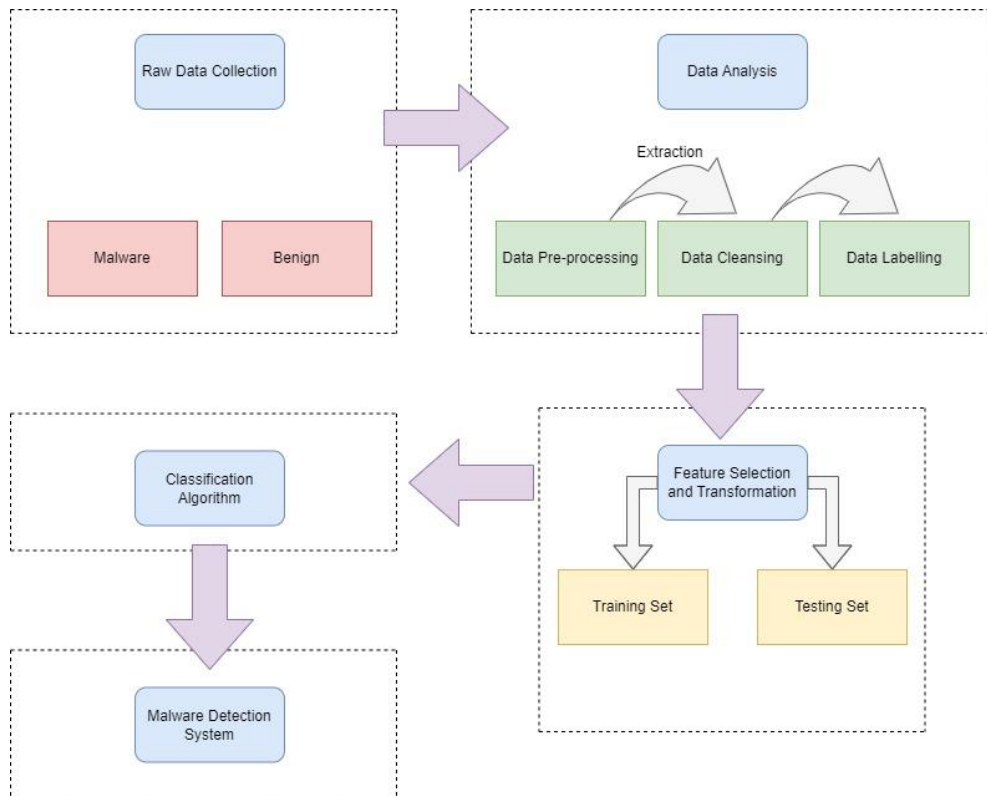 Raw Data Collection
Malware
Benign
Data Analysis
Extraction
Data Pre-processing
Data Cleansing
Data Labelling
Feature Selection
and Transformation
Training Set
Testing Set
Classification
Algorithm
Malware Detection
System